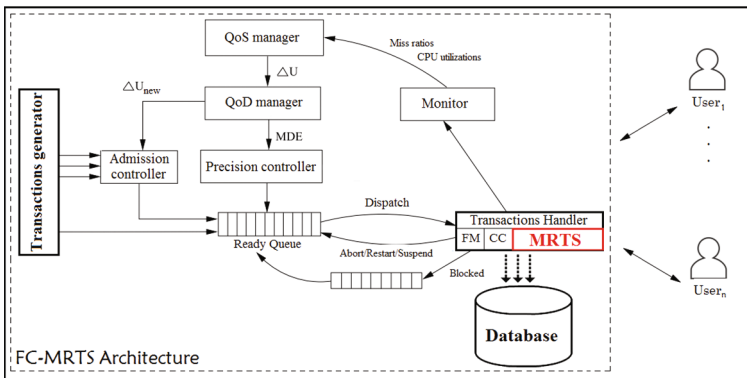 QoS manager
Miss ratios
CPU utilizations
△U
△Unew
QoD manager
Monitor
User1
.
.
.
MDE
Transactions generator
Admission
controller
Precision controller
Dispatch
Transactions Handler
FM CC MRTS
Ready Queue
Abort/Restart/Suspend
Blocked
Usern
Database
FC-MRTS Architecture